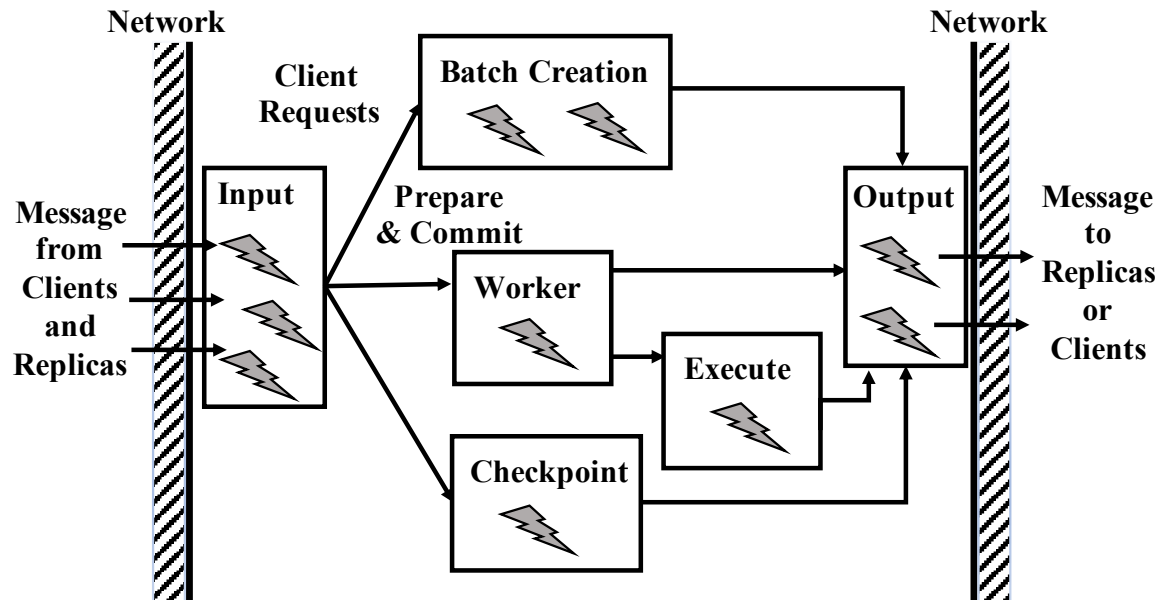 Network
Network
Batch Creation
Client
Requests
Input
Output
Prepare
& Commit
Message
from
Clients
and
Replicas
Message
to
Replicas
or
Clients
Worker
Execute
Checkpoint